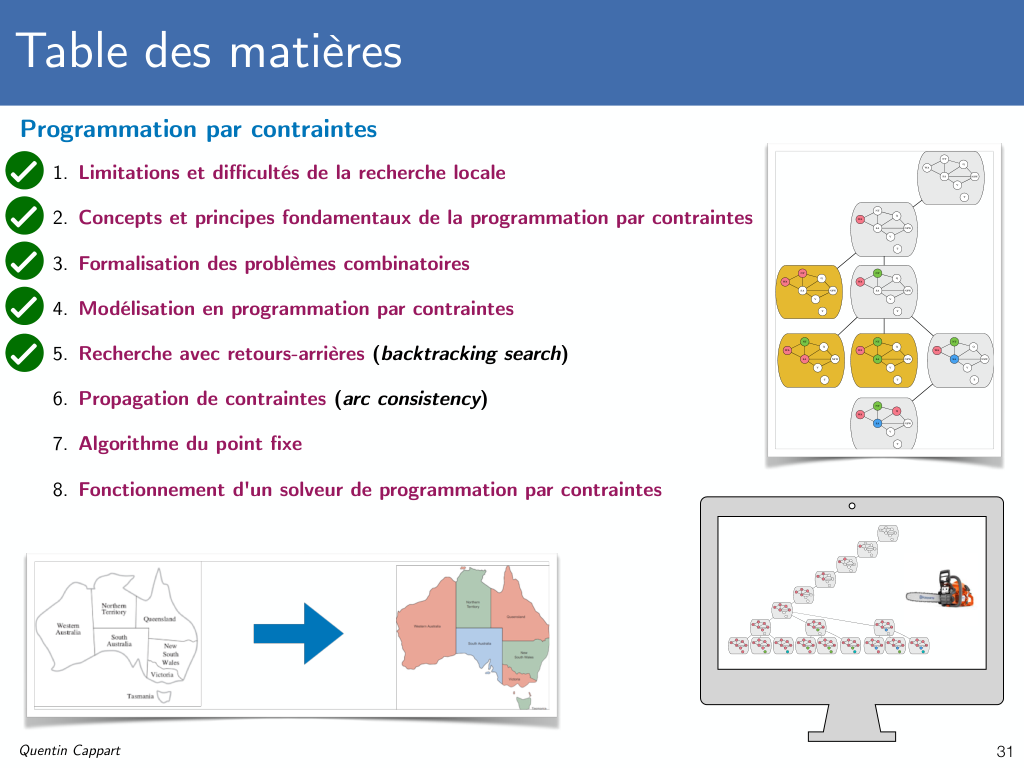 Table des matières
Programmation par contraintes
1. Limitations et difficultés de la recherche locale
2. Concepts et principes fondamentaux de la programmation par contraintes
3. Formalisation des problèmes combinatoires
4. Modélisation en programmation par contraintes
5. Recherche avec retours-arrières (backtracking search)
6. Propagation de contraintes (arc consistency)
7. Algorithme du point fixe
8. Fonctionnement d'un solveur de programmation par contraintes
Northern
Territory
Western
Australia
Queensland
South
Australia
New
South
Wales
Victoria
Tasmania
Northern
Territory
Western Australia
Queensland
South Australia
New South Wales
Victoria
Quentin Cappart
31